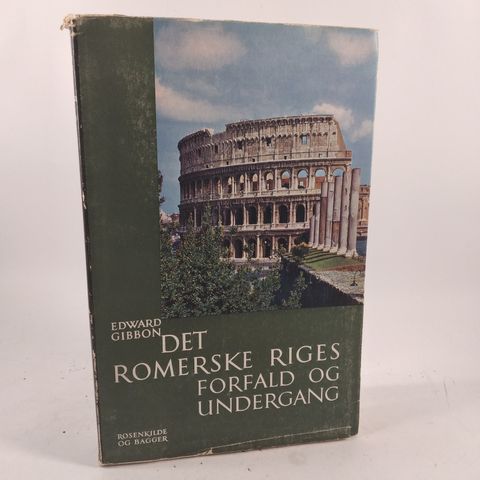 EDWARD
GIBBON
DET
ROMERSKE RIGES
FORFALD OG
UNDERGANG
ROSENKILDE
OG BAGGER